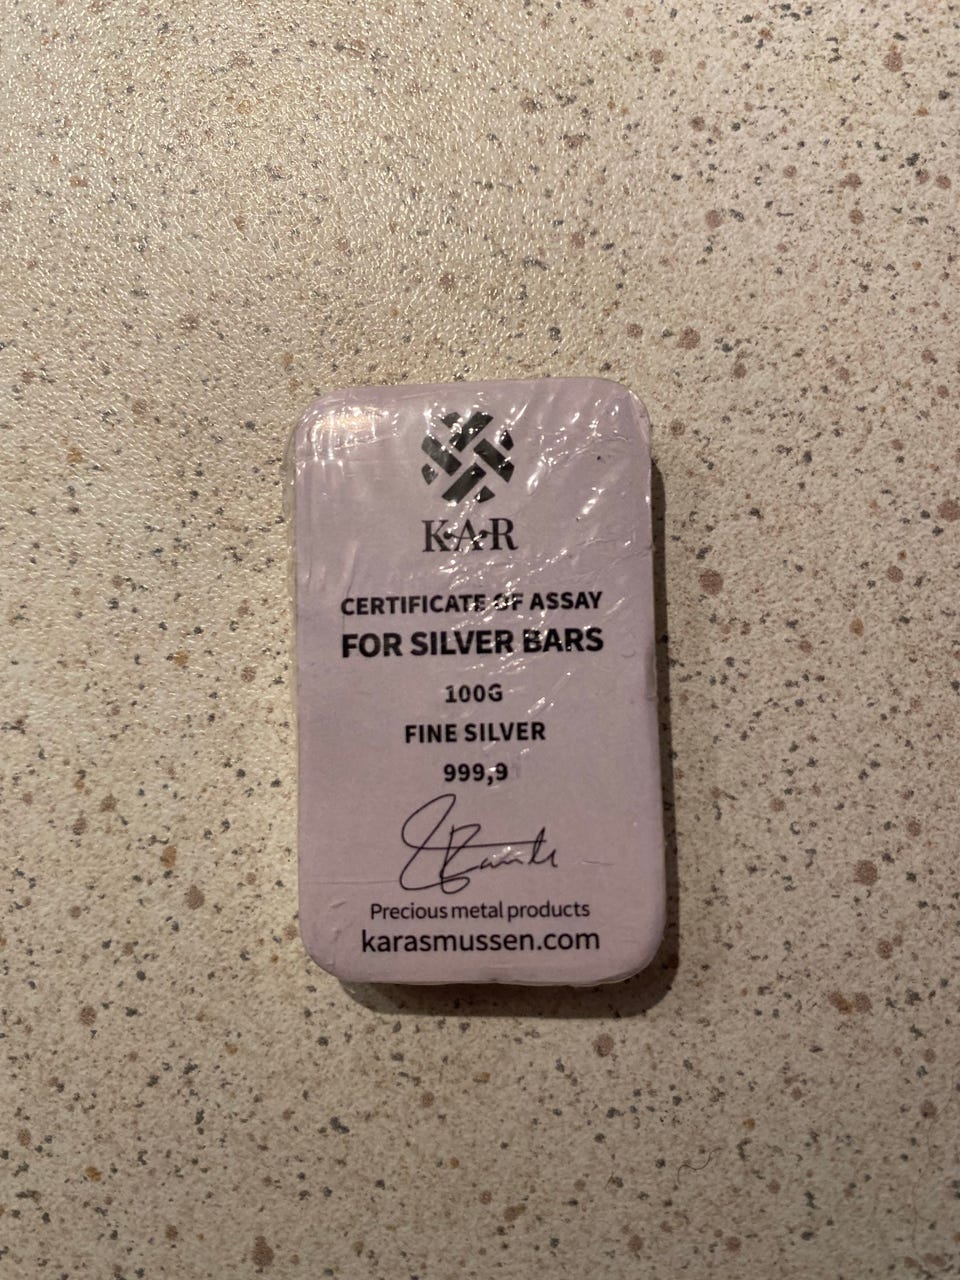 K·A·R
CERTIFICATE OF ASSAY
FOR SILVER BARS
100G
FINE SILVER
999,9
Precious metal products
karasmussen.com